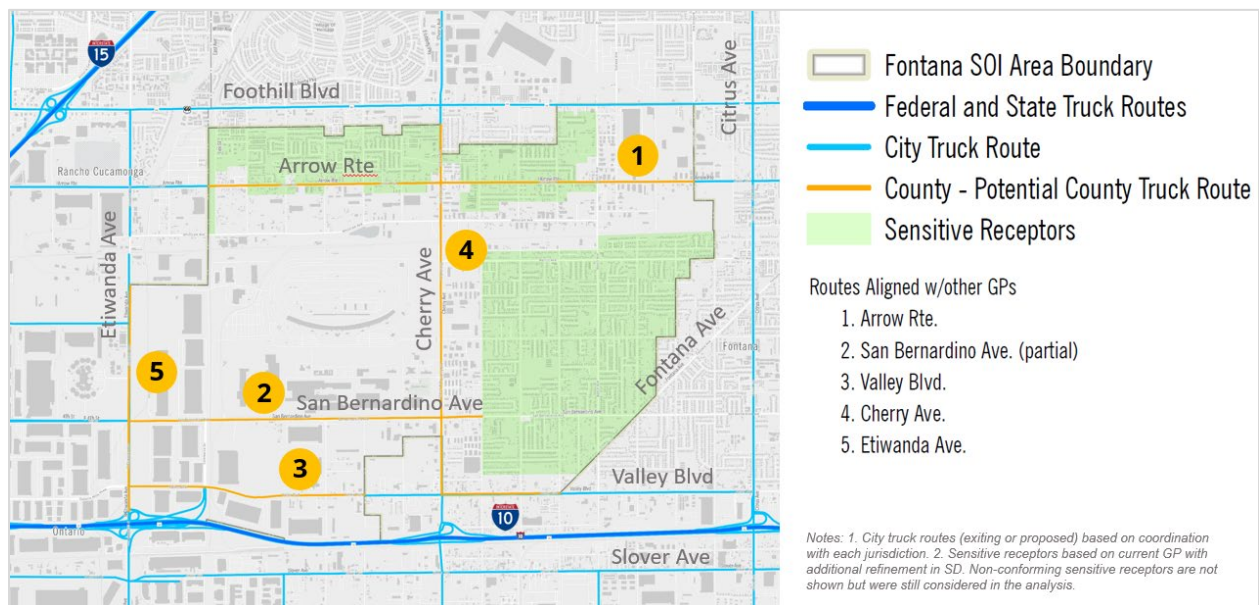 15
Foothill Blvd
Citrus Ave
1
Arrow Rte
Rancho Cucamonga
Etiwanda Ave
4
Cherry Ave
5
Fontana Ave
Fontana
2
San Bernardino Ave
San Bernardino Ave
3
Valley Blvd
Ontario
10
Slover Ave
Fontana SOI Area Boundary
Federal and State Truck Routes
City Truck Route
County - Potential County Truck Route
Sensitive Receptors
Routes Aligned w/other GPs
1. Arrow Rte.
2. San Bernardino Ave. (partial)
3. Valley Blvd.
4. Cherry Ave.
5. Etiwanda Ave.
Notes: 1. City truck routes (exiting or proposed) based on coordination
with each jurisdiction. 2. Sensitive receptors based on current GP with
additional refinement in SD. Non-conforming sensitive receptors are not
shown but were still considered in the analysis.